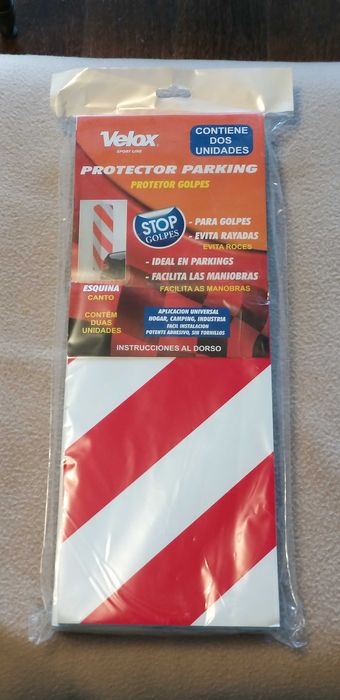 Velox
SPORT LINE
CONTIENE
DOS
UNIDADES
PROTECTOR PARKING
PROTETOR GOLPES
STOP
GOLPES
- PARA GOLPES
- EVITA RAYADAS
EVITA ROCES
- IDEAL EN PARKINGS
- FACILITA LAS MANIOBRAS
FACILITA AS MANOBRAS
ESQUINA
CANTO
CONTÉM
DUAS
UNIDADES
APLICACION UNIVERSAL
HOGAR, CAMPING, INDUSTRIA
FACIL INSTALACION
POTENTE ADHESIVO, SIN TORNILLOS
INSTRUCCIONES AL DORSO